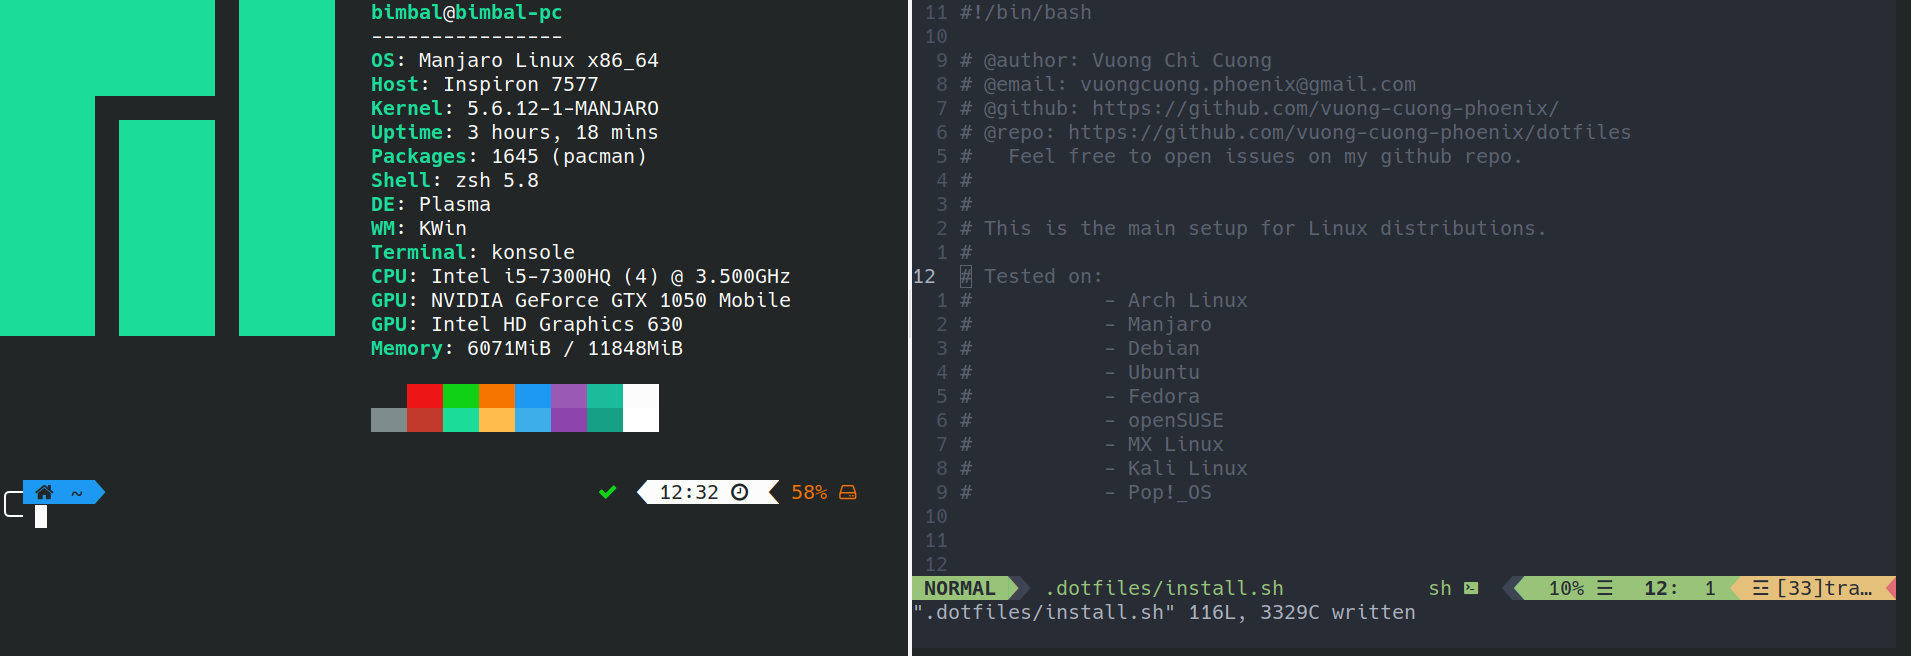 bimbal@bimbal-pc
----------------
OS: Manjaro Linux x86_64
Host: Inspiron 7577
Kernel: 5.6.12-1-MANJARO
Uptime: 3 hours, 18 mins
Packages: 1645 (pacman)
Shell: zsh 5.8
DE: Plasma
WM: KWin
Terminal: konsole
CPU: Intel i5-7300HQ (4) @ 3.500GHz
GPU: NVIDIA GeForce GTX 1050 Mobile
GPU: Intel HD Graphics 630
Memory: 6071MiB / 11848MiB
~
12:32
58%
11 #!/bin/bash
10
9 # @author: Vuong Chi Cuong
8 # @email: vuongcuong.phoenix@gmail.com
7 # @github: https://github.com/vuong-cuong-phoenix/
6 # @repo: https://github.com/vuong-cuong-phoenix/dotfiles
5 #   Feel free to open issues on my github repo.
4 #
3 #
2 # This is the main setup for Linux distributions.
1 #
12 # Tested on:
1 #           - Arch Linux
2 #           - Manjaro
3 #           - Debian
4 #           - Ubuntu
5 #           - Fedora
6 #           - openSUSE
7 #           - MX Linux
8 #           - Kali Linux
9 #           - Pop!_OS
10
11
12
NORMAL .dotfiles/install.sh sh 10% ☰ 12: 1 ☲ [33]tra…
".dotfiles/install.sh" 116L, 3329C written